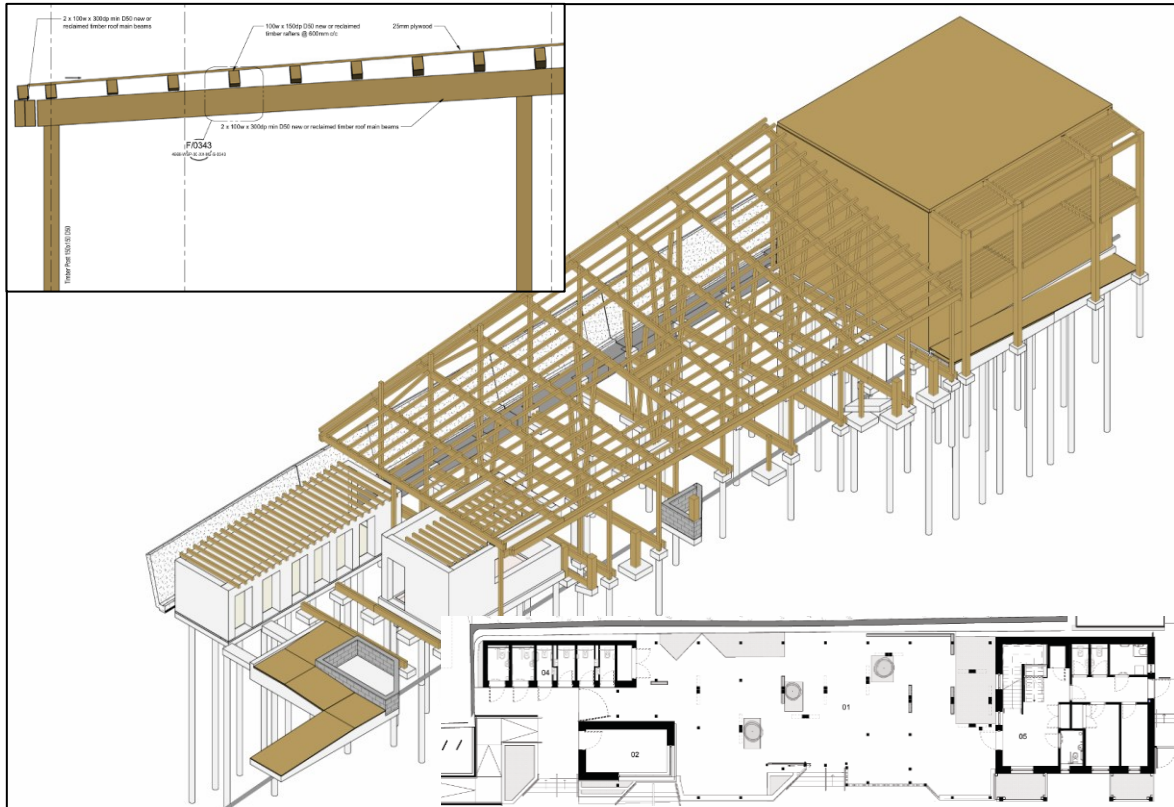 2 x 100w x 300dp min D50 new or
reclaimed timber roof main beams
100w x 150dp D50 new or reclaimed
timber rafters @ 600mm c/c
25mm plywood
2 x 100w x 300dp min D50 new or reclaimed timber roof main beams
F/0343
Timber Post 150x150 D50
04
01
02
05